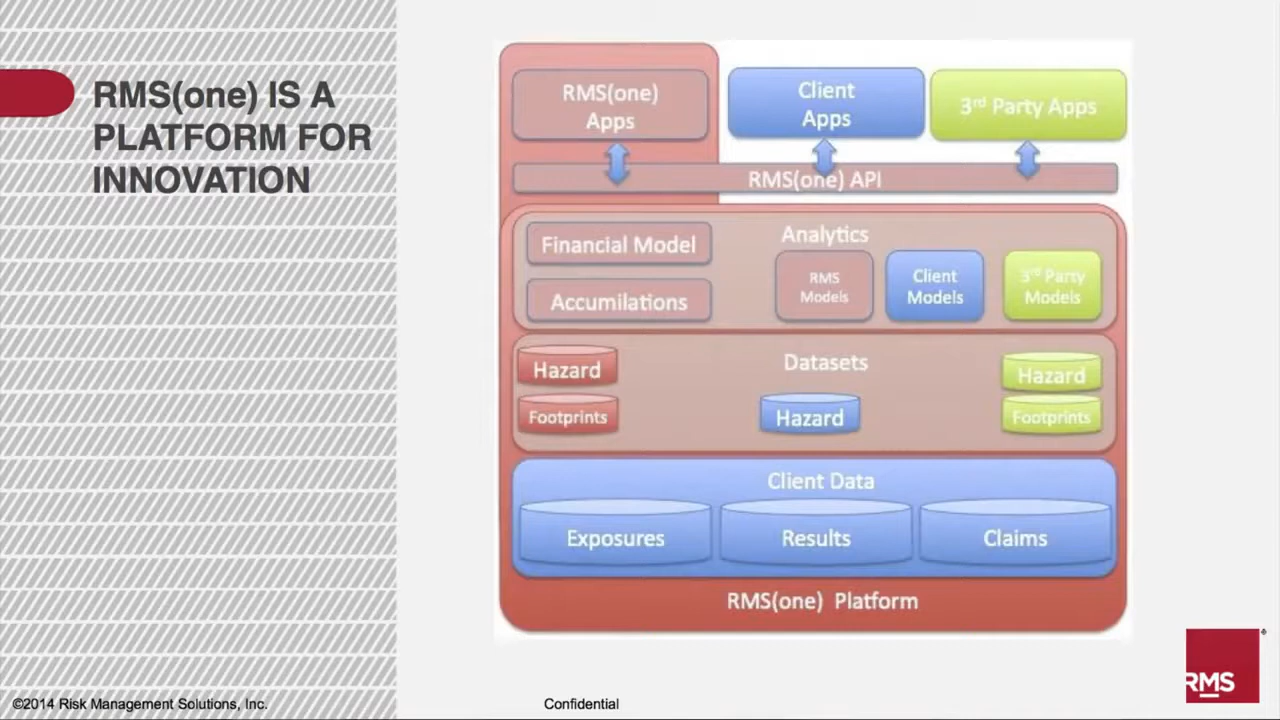 RMS(one) IS A
PLATFORM FOR
INNOVATION
RMS(one)
Apps
Client
Apps
3rd Party Apps
RMS(one) API
Analytics
Financial Model
Accumilations
RMS
Models
Client
Models
3rd Party
Models
Datasets
Hazard
Footprints
Hazard
Hazard
Footprints
Client Data
Exposures
Results
Claims
RMS(one) Platform
RMS
®
©2014 Risk Management Solutions, Inc.
Confidential